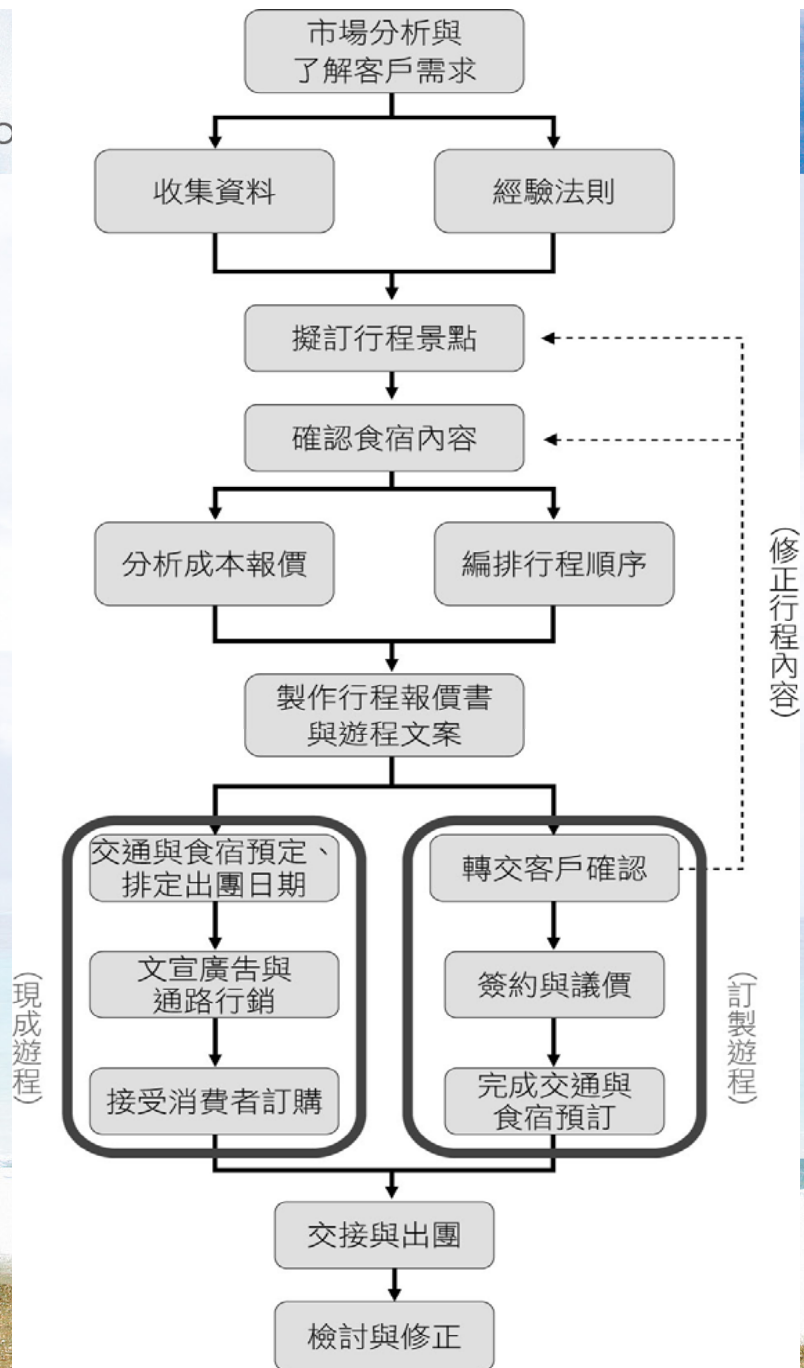 市場分析與
了解客戶需求
收集資料
經驗法則
擬訂行程景點
確認食宿內容
分析成本報價
編排行程順序
(修正行程內容)
製作行程報價書
與遊程文案
交通與食宿預定、
排定出團日期
轉交客戶確認
文宣廣告與
通路行銷
簽約與議價
(現成遊程)
(訂製遊程)
接受消費者訂購
完成交通與
食宿預訂
交接與出團
檢討與修正